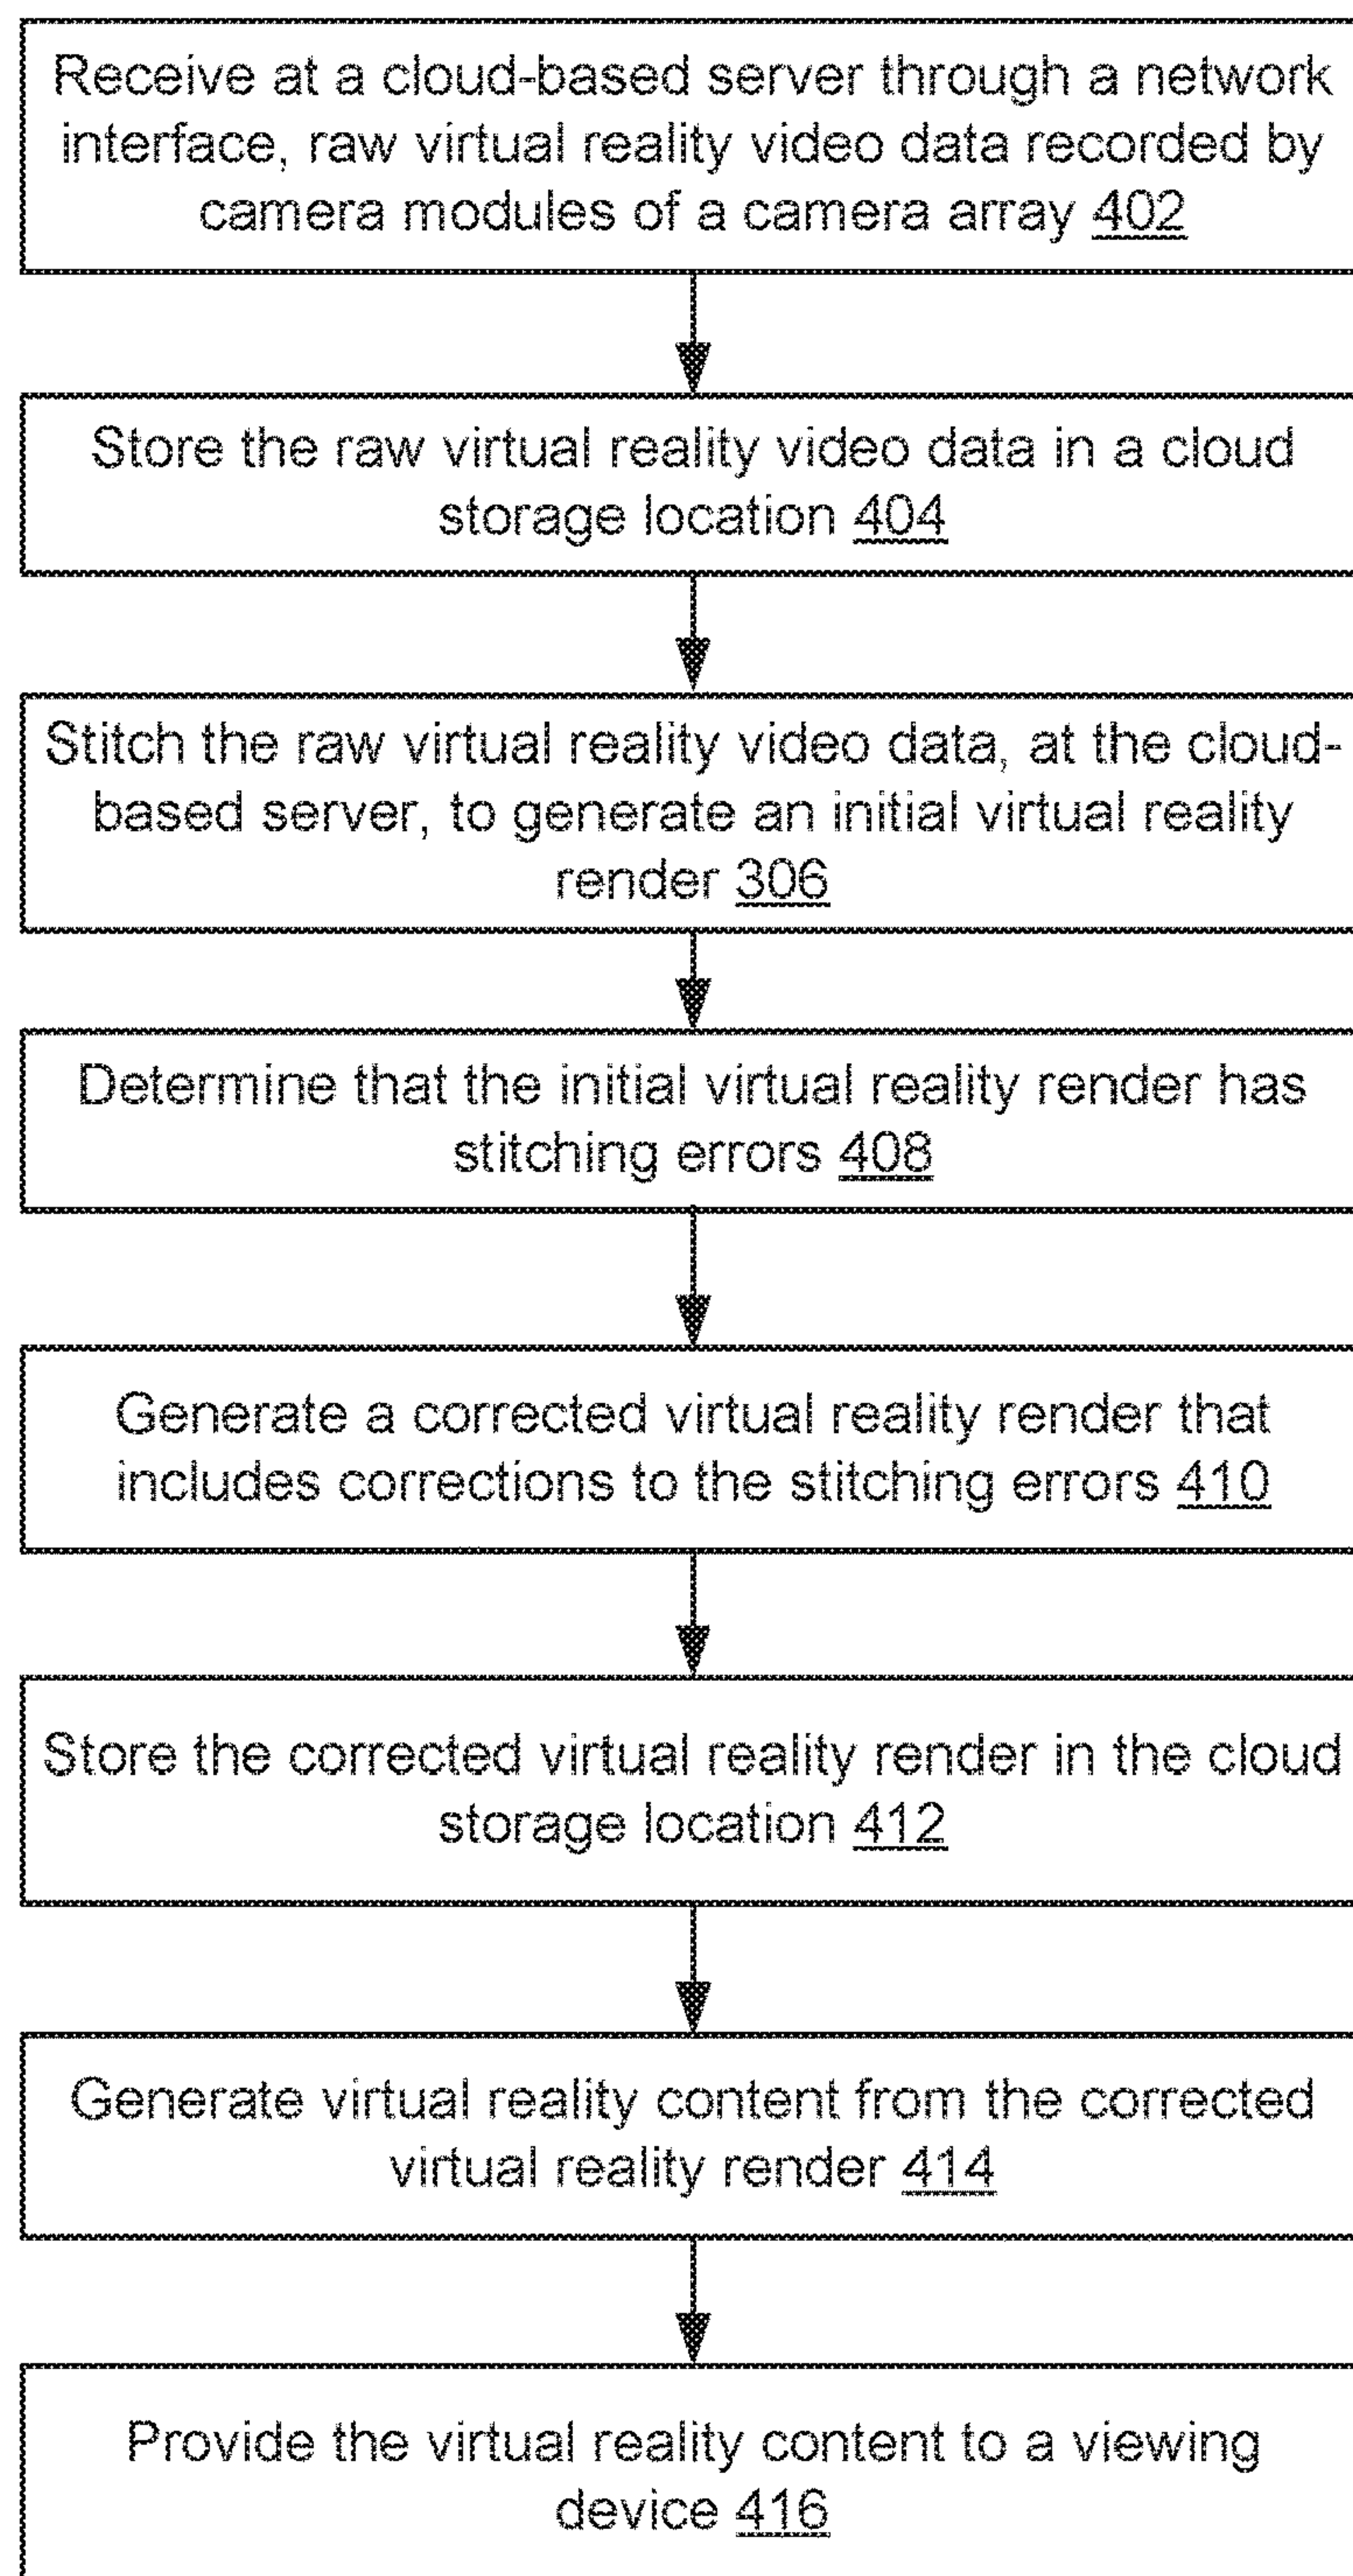 Receive at a cloud-based server through a network
interface, raw virtual reality video data recorded by
camera modules of a camera array 402
Store the raw virtual reality video data in a cloud
storage location 404
Stitch the raw virtual reality video data, at the cloud-
based server, to generate an initial virtual reality
render 306
Determine that the initial virtual reality render has
stitching errors 408
Generate a corrected virtual reality render that
includes corrections to the stitching errors 410
Store the corrected virtual reality render in the cloud
storage location 412
Generate virtual reality content from the corrected
virtual reality render 414
Provide the virtual reality content to a viewing
device 416